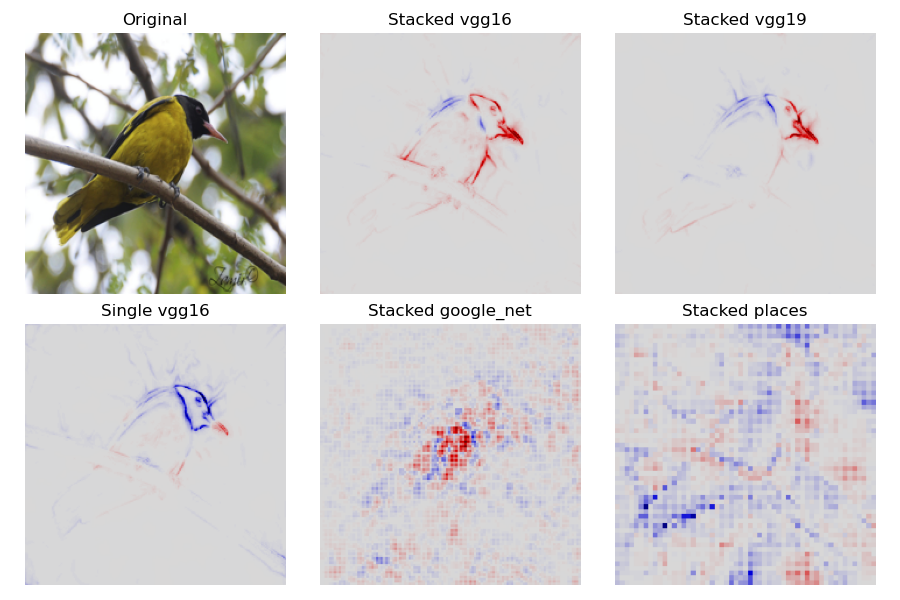 Original
Stacked vgg16
Stacked vgg19
Single vgg16
Stacked google_net
Stacked places